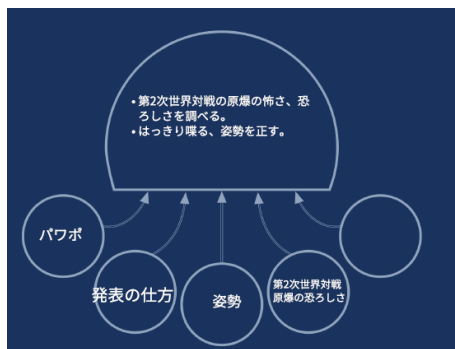 • 第2次世界対戦の原爆の怖さ、恐
ろしさを調べる。
• はっきり喋る、姿勢を正す。
パワポ
発表の仕方
姿勢
第2次世界対戦
原爆の恐ろしさ